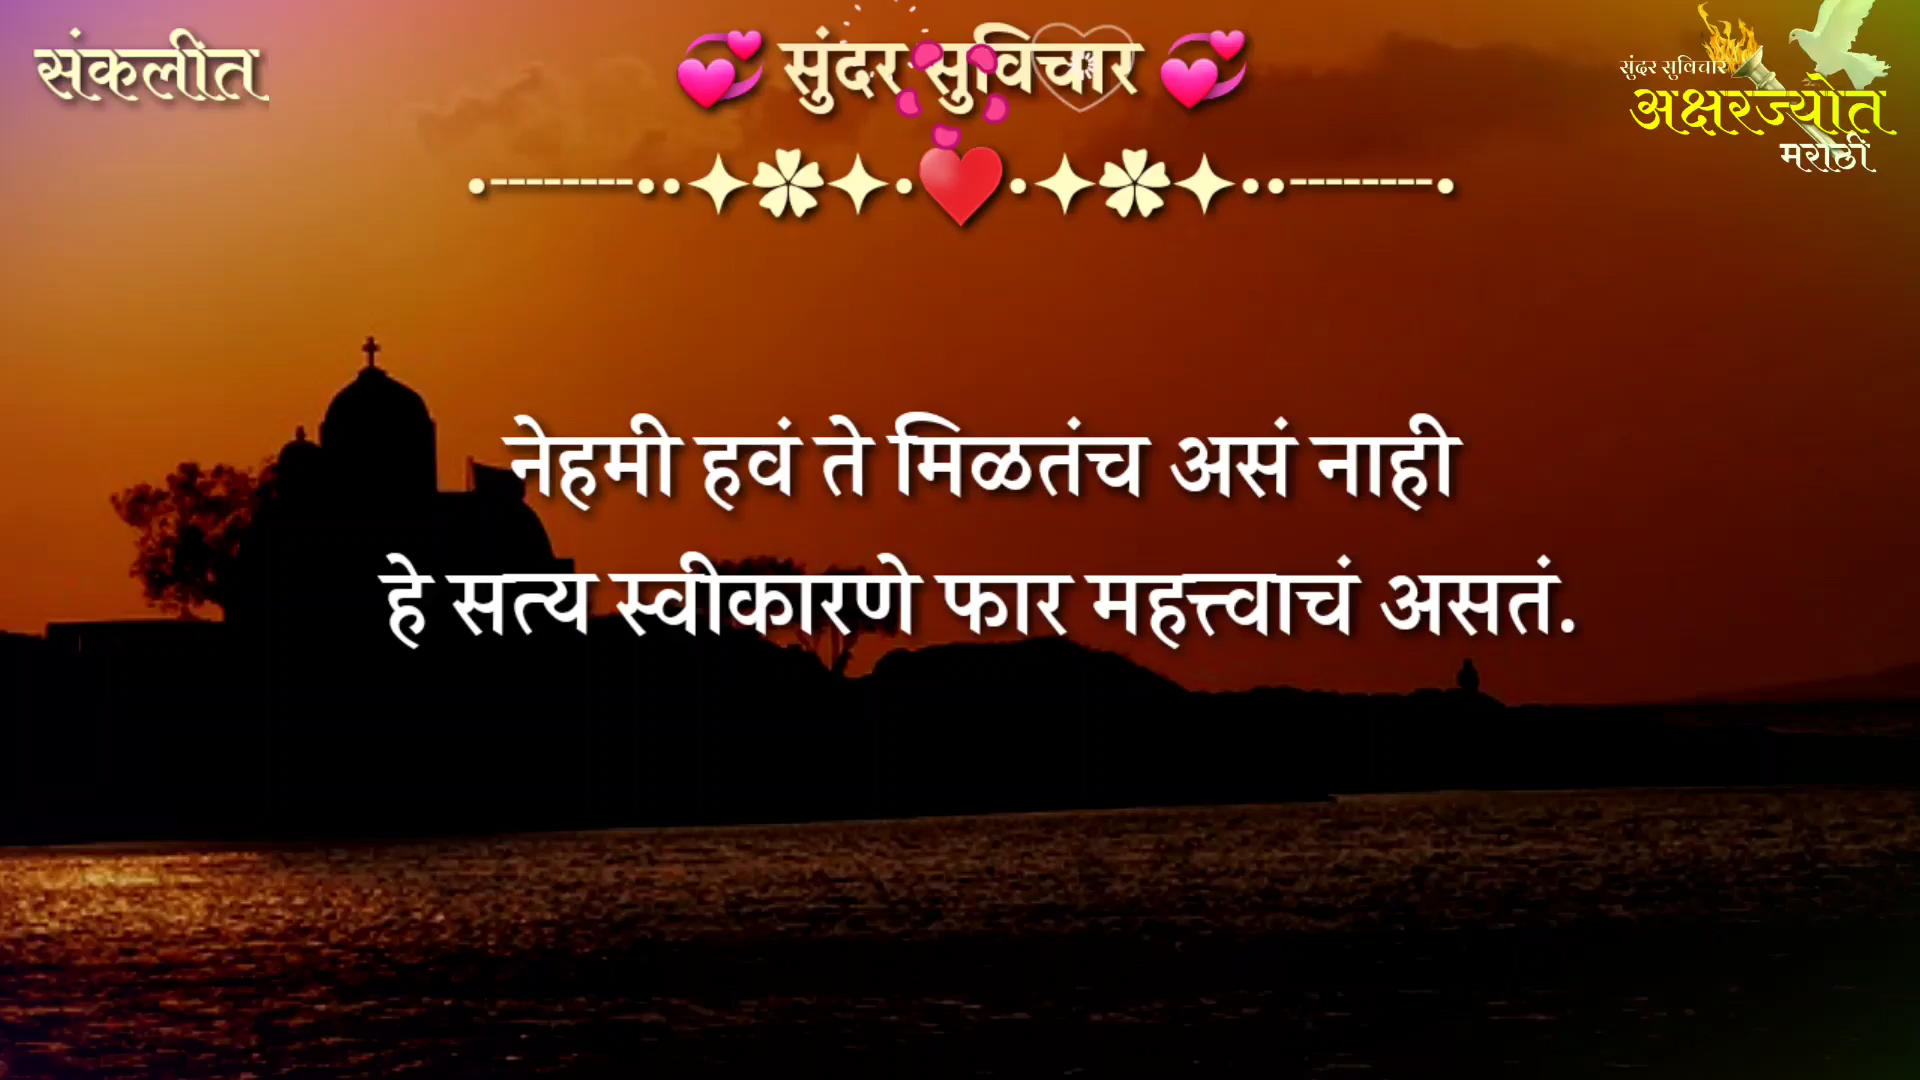 संकलीत
💞 सुंदर सुविचार 💞
सुंदर सुविचार
अक्षरज्योत
मराठी
नेहमी हवं ते मिळतंच असं नाही
हे सत्य स्वीकारणे फार महत्त्वाचं असतं.